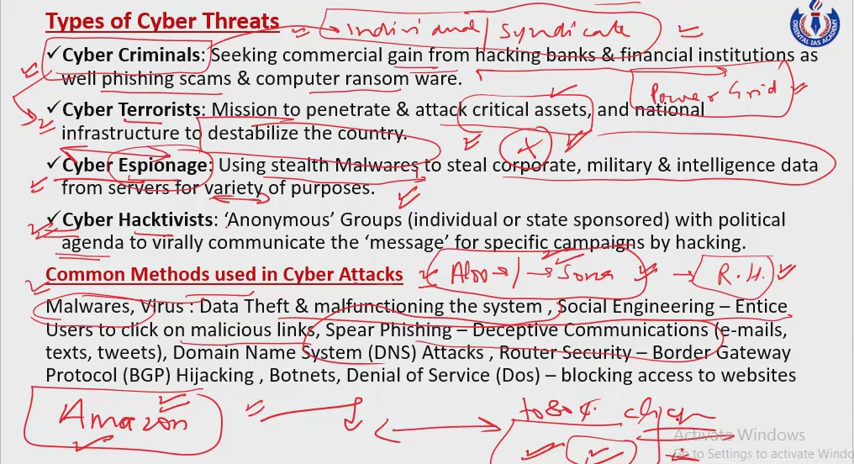 Types of Cyber Threats
Individual/ Syndicate
ORIENTAL IAS ACADEMY
✓Cyber Criminals: Seeking commercial gain from hacking banks & financial institutions as
well phishing scams & computer ransom ware.
Power Grid
✓Cyber Terrorists: Mission to penetrate & attack critical assets, and national
infrastructure to destabilize the country.
✓Cyber Espionage: Using stealth Malwares to steal corporate, military & intelligence data
from servers for variety of purposes.
✓Cyber Hacktivists: ‘Anonymous’ Groups (individual or state sponsored) with political
agenda to virally communicate the ‘message’ for specific campaigns by hacking.
Common Methods used in Cyber Attacks
Aloo → / → Sona
→ R.H.
Malwares, Virus : Data Theft & malfunctioning the system , Social Engineering – Entice
Users to click on malicious links, Spear Phishing – Deceptive Communications (e-mails,
texts, tweets), Domain Name System (DNS) Attacks , Router Security – Border Gateway
Protocol (BGP) Hijacking , Botnets, Denial of Service (Dos) – blocking access to websites
Amazon
Activate Windows
Go to Settings to activate Windo